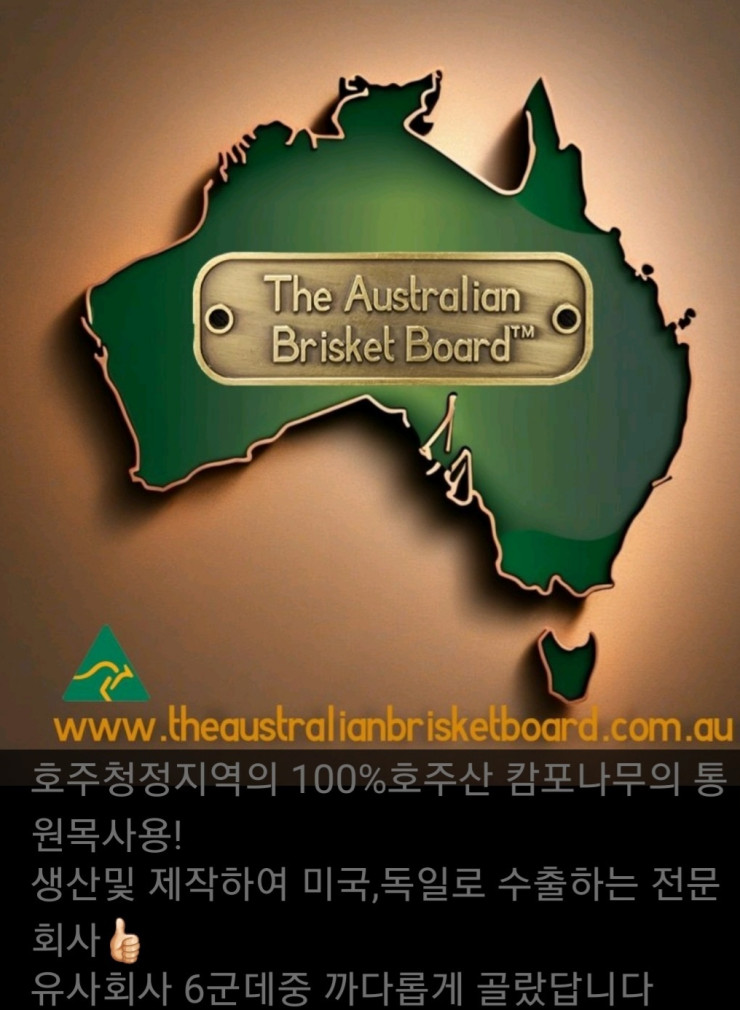 The Australian
Brisket Board™
www.theaustralianbrisketboard.com.au
호주청정지역의 100%호주산 캄포나무의 통
원목사용!
생산및 제작하여 미국,독일로 수출하는 전문
회사👍🏻
유사회사 6군데중 까다롭게 골랐답니다